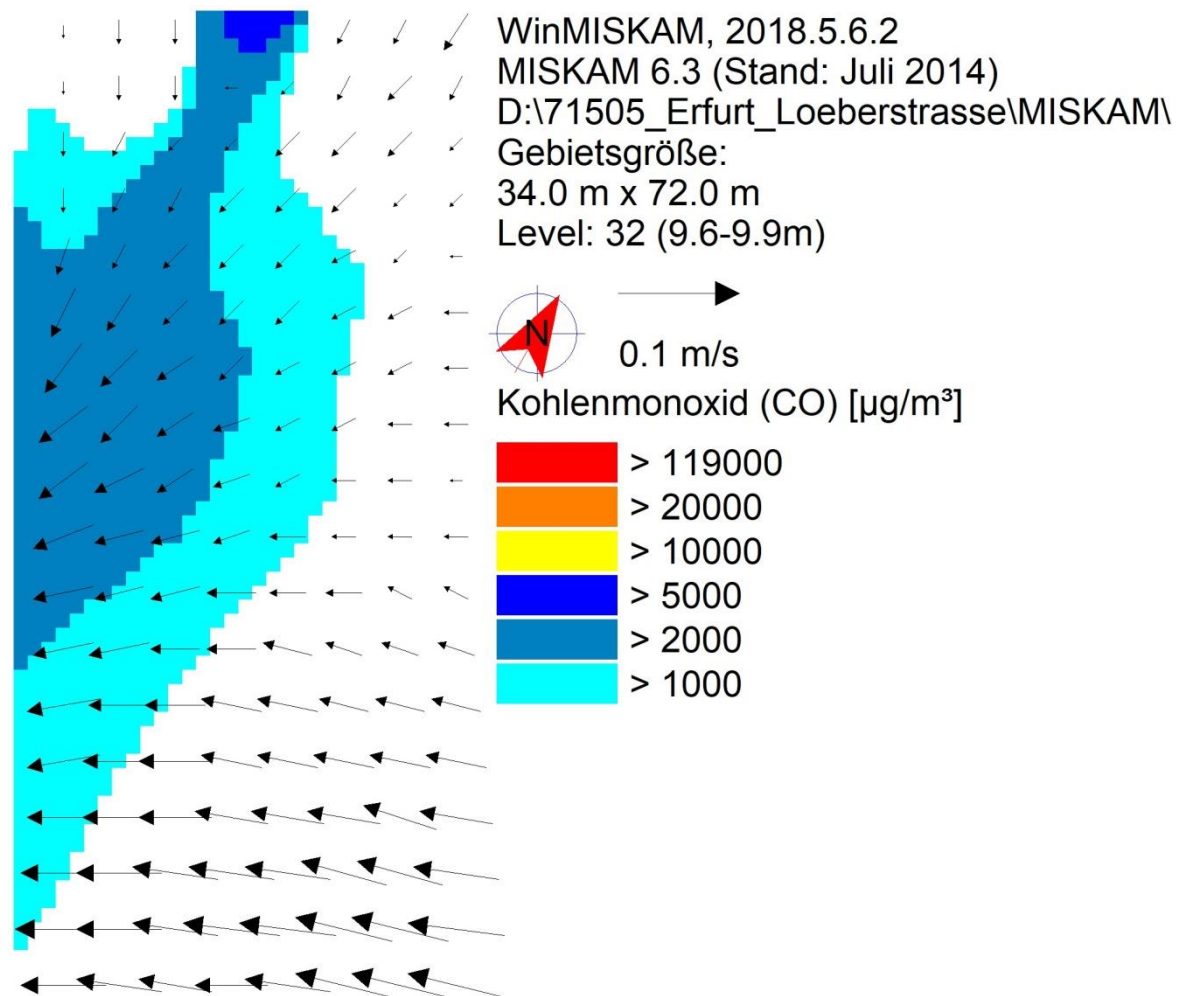 WinMISKAM, 2018.5.6.2
MISKAM 6.3 (Stand: Juli 2014)
D:\71505_Erfurt_Loeberstrasse\MISKAM\
Gebietsgröße:
34.0 m x 72.0 m
Level: 32 (9.6-9.9m)
N
0.1 m/s
Kohlenmonoxid (CO) [µg/m³]
> 119000
> 20000
> 10000
> 5000
> 2000
> 1000